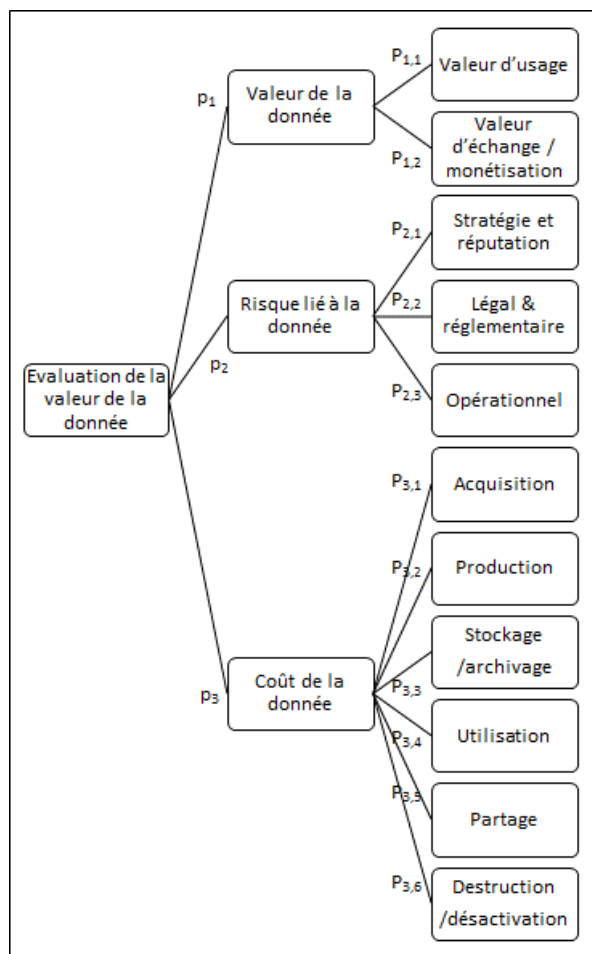 P1,1
Valeur d'usage
p1
Valeur de la
donnée
P1,2
Valeur
d'échange /
monétisation
P2,1
Stratégie et
réputation
Risque lié à la
donnée
P2,2
Légal &
réglementaire
p2
P2,3
Opérationnel
Evaluation de la
valeur de la
donnée
P3,1
Acquisition
P3,2
Production
p3
Coût de la
donnée
P3,3
Stockage
/archivage
P3,4
Utilisation
P3,5
Partage
P3,6
Destruction
/désactivation